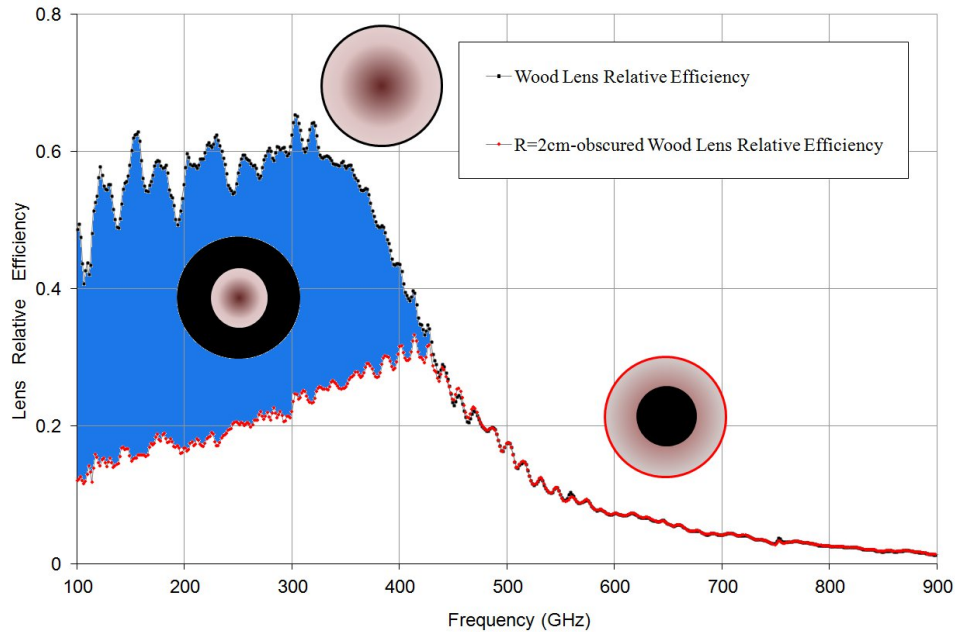 0.8
0.6
0.4
0.2
0
Lens Relative Efficiency
Wood Lens Relative Efficiency
R=2cm-obscured Wood Lens Relative Efficiency
100 200 300 400 500 600 700 800 900
Frequency (GHz)